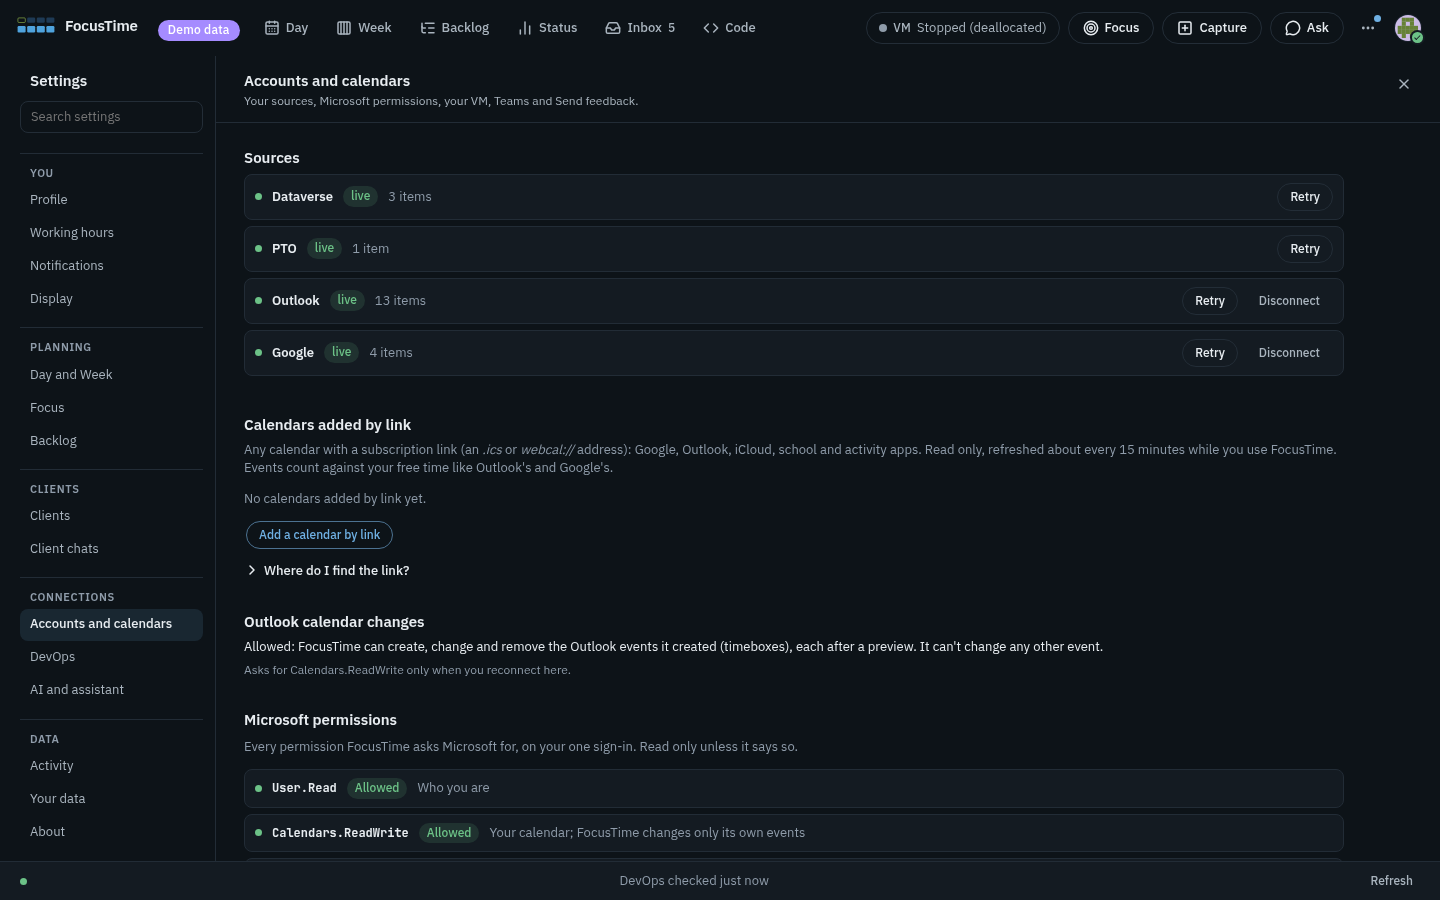 FocusTime
Demo data
Day
Week
Backlog
Status
Inbox 5
Code
VM Stopped (deallocated)
Focus
Capture
Ask
Settings
Search settings
YOU
Profile
Working hours
Notifications
Display
PLANNING
Day and Week
Focus
Backlog
CLIENTS
Clients
Client chats
CONNECTIONS
Accounts and calendars
DevOps
AI and assistant
DATA
Activity
Your data
About
Accounts and calendars
Your sources, Microsoft permissions, your VM, Teams and Send feedback.
Sources
Dataverse live 3 items Retry
PTO live 1 item Retry
Outlook live 13 items Retry Disconnect
Google live 4 items Retry Disconnect
Calendars added by link
Any calendar with a subscription link (an .ics or webcal:// address): Google, Outlook, iCloud, school and activity apps. Read only, refreshed about every 15 minutes while you use FocusTime.
Events count against your free time like Outlook's and Google's.
No calendars added by link yet.
Add a calendar by link
Where do I find the link?
Outlook calendar changes
Allowed: FocusTime can create, change and remove the Outlook events it created (timeboxes), each after a preview. It can't change any other event.
Asks for Calendars.ReadWrite only when you reconnect here.
Microsoft permissions
Every permission FocusTime asks Microsoft for, on your one sign-in. Read only unless it says so.
User.Read Allowed Who you are
Calendars.ReadWrite Allowed Your calendar; FocusTime changes only its own events
DevOps checked just now
Refresh